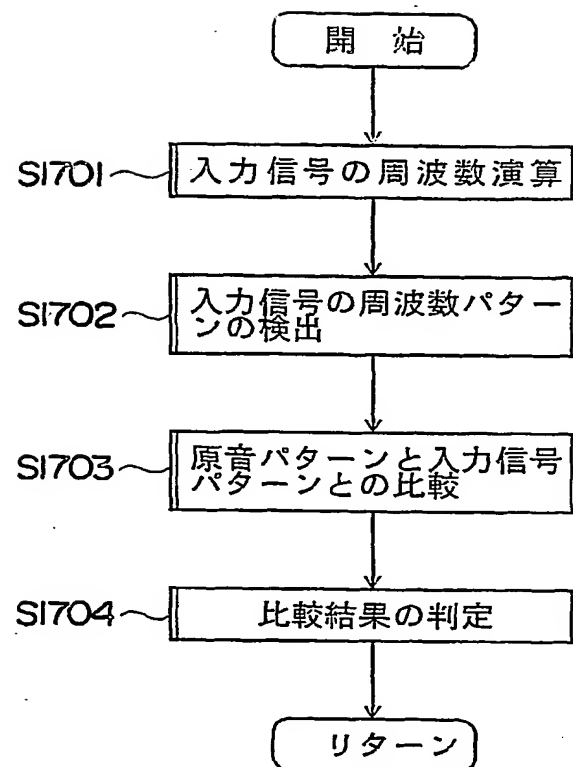 開 始
S1701
入力信号の周波数演算
S1702
入力信号の周波数パター
ンの検出
S1703
原音パターンと入力信号
パターンとの比較
S1704
比較結果の判定
リターン